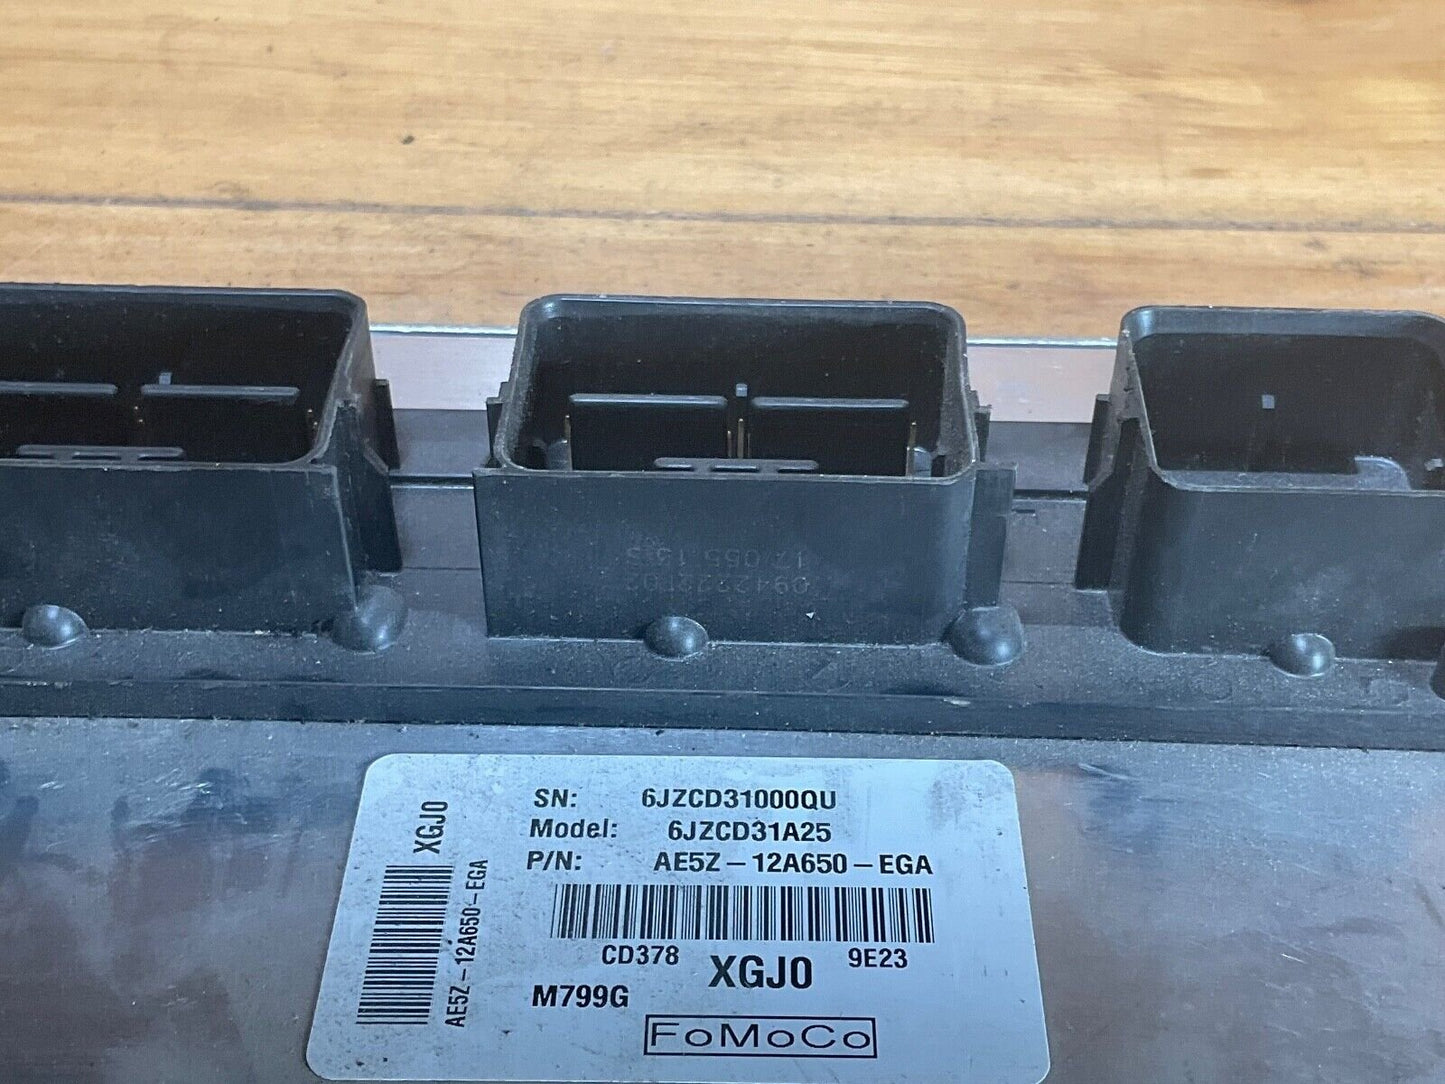 SN: 6JZCD31000QU
Model: 6JZCD31A25
P/N: AE5Z-12A650-EGA
CD378 XGJ0 9E23
M799G
FoMoCo
XGJ0
AE5Z-12A650-EGA